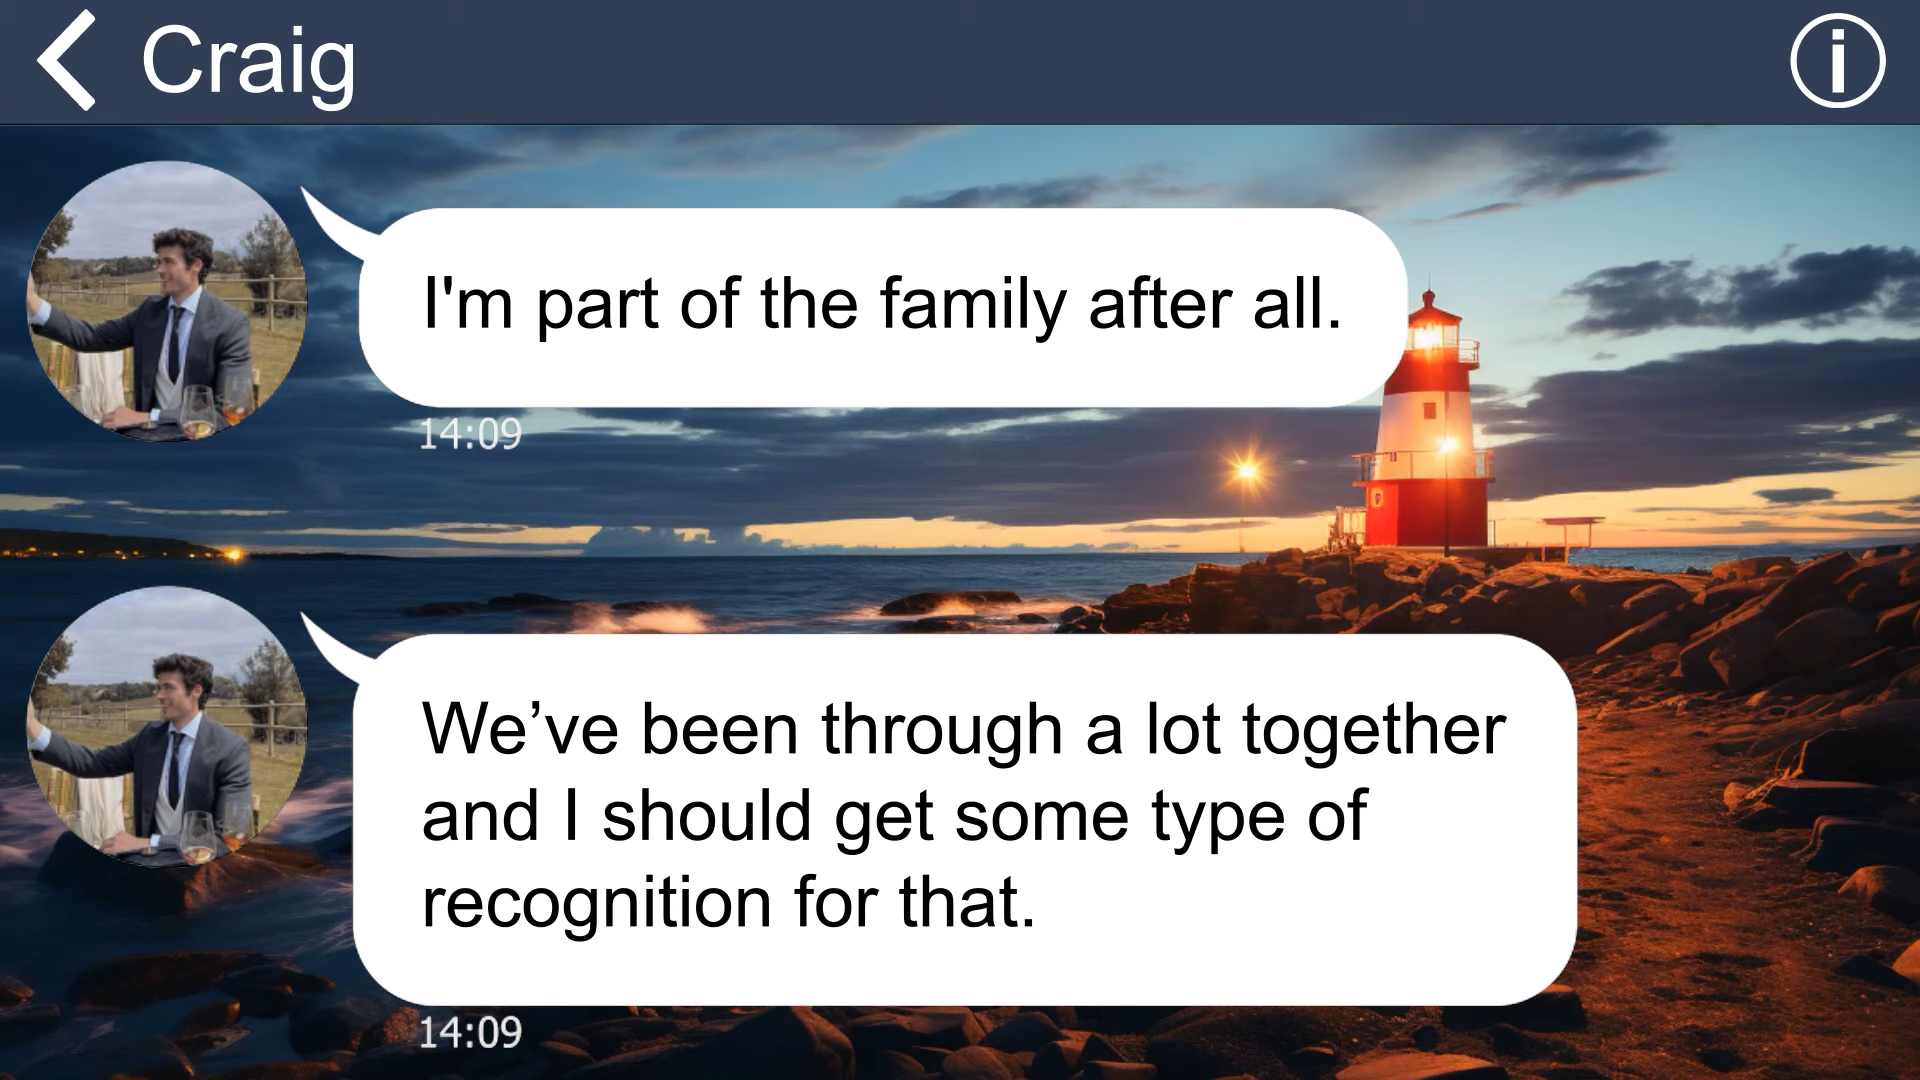 Craig
I'm part of the family after all.
14:09
We’ve been through a lot together
and I should get some type of
recognition for that.
14:09